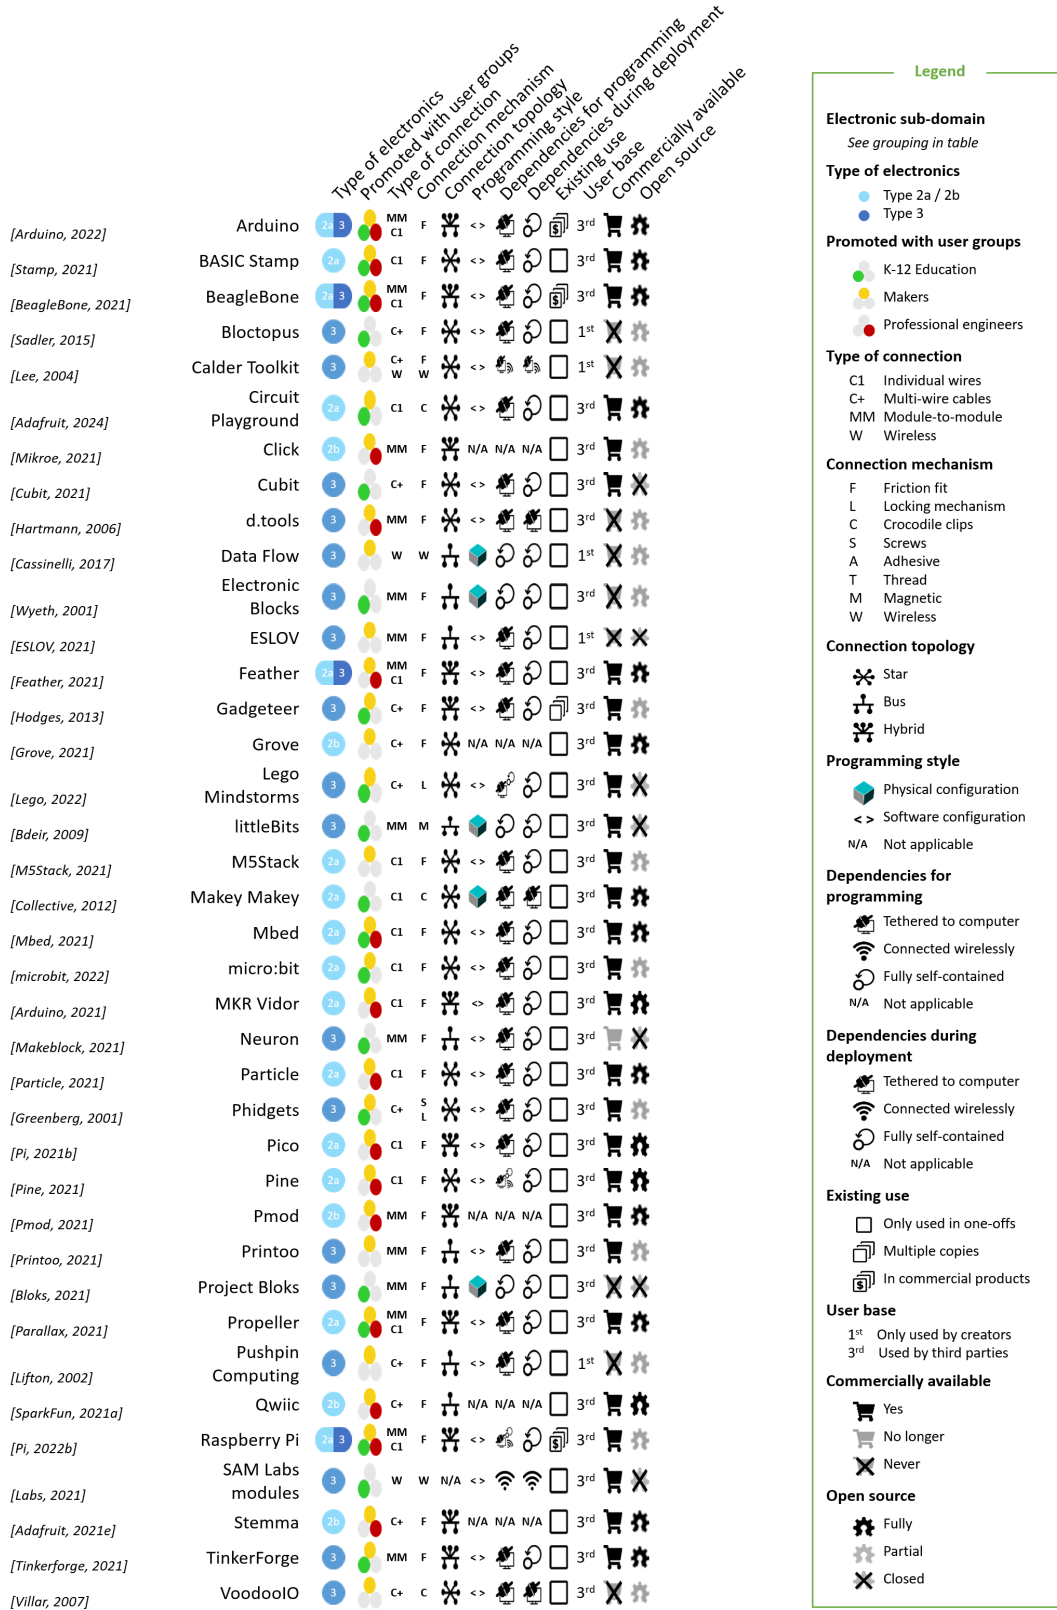 Type of electronics
Promoted with user groups
Type of connection
Connection mechanism
Connection topology
Programming style
Dependencies for programming
Dependencies during deployment
Existing use
User base
Commercially available
Open source
[Arduino, 2022] Arduino 2a 3 MM C1 F < > $ 3rd
[Stamp, 2021] BASIC Stamp 2a C1 F < > 3rd
[BeagleBone, 2021] BeagleBone 2a 3 MM C1 F < > $ 3rd
[Sadler, 2015] Bloctopus 3 C+ F < > 1st
[Lee, 2004] Calder Toolkit 3 C+ W F W < > 1st
[Adafruit, 2024] Circuit Playground 2a C1 C < > 3rd
[Mikroe, 2021] Click 2b MM F N/A N/A N/A 3rd
[Cubit, 2021] Cubit 3 C+ F < > 3rd
[Hartmann, 2006] d.tools 3 MM F < > 3rd
[Cassinelli, 2017] Data Flow 3 W W 1st
[Wyeth, 2001] Electronic Blocks 3 MM F 3rd
[ESLOV, 2021] ESLOV 3 MM F < > 1st
[Feather, 2021] Feather 2a 3 MM C1 F < > 3rd
[Hodges, 2013] Gadgeteer 3 C+ F < > 3rd
[Grove, 2021] Grove 2b C+ F N/A N/A N/A 3rd
[Lego, 2022] Lego Mindstorms 3 C+ L < > 3rd
[Bdeir, 2009] littleBits 3 MM M 3rd
[M5Stack, 2021] M5Stack 2a C1 F < > 3rd
[Collective, 2012] Makey Makey 2a C1 C 3rd
[Mbed, 2021] Mbed 2a C1 F < > 3rd
[microbit, 2022] micro:bit 2a C1 F < > 3rd
[Arduino, 2021] MKR Vidor 2a C1 F < > 3rd
[Makeblock, 2021] Neuron 3 MM F < > 3rd
[Particle, 2021] Particle 2a C1 F < > 3rd
[Greenberg, 2001] Phidgets 3 C+ S L < > 3rd
[Pi, 2021b] Pico 2a C1 F < > 3rd
[Pine, 2021] Pine 2a C1 F < > 3rd
[Pmod, 2021] Pmod 2b MM F N/A N/A N/A 3rd
[Printoo, 2021] Printoo 3 MM F < > 3rd
[Bloks, 2021] Project Bloks 3 MM F 3rd
[Parallax, 2021] Propeller 2a MM C1 F < > 3rd
[Lifton, 2002] Pushpin Computing 3 C+ F < > 1st
[SparkFun, 2021a] Qwiic 2b C+ F N/A N/A N/A 3rd
[Pi, 2022b] Raspberry Pi 2a 3 MM C1 F < > $ 3rd
[Labs, 2021] SAM Labs modules 3 W W N/A < > 3rd
[Adafruit, 2021e] Stemma 2b C+ F N/A N/A N/A 3rd
[Tinkerforge, 2021] TinkerForge 3 MM F < > 3rd
[Villar, 2007] VoodooIO 3 C+ C < > 3rd
Legend
Electronic sub-domain
See grouping in table
Type of electronics
Type 2a / 2b
Type 3
Promoted with user groups
K-12 Education
Makers
Professional engineers
Type of connection
C1 Individual wires
C+ Multi-wire cables
MM Module-to-module
W Wireless
Connection mechanism
F Friction fit
L Locking mechanism
C Crocodile clips
S Screws
A Adhesive
T Thread
M Magnetic
W Wireless
Connection topology
Star
Bus
Hybrid
Programming style
Physical configuration
< > Software configuration
N/A Not applicable
Dependencies for
programming
Tethered to computer
Connected wirelessly
Fully self-contained
N/A Not applicable
Dependencies during
deployment
Tethered to computer
Connected wirelessly
Fully self-contained
N/A Not applicable
Existing use
Only used in one-offs
Multiple copies
$ In commercial products
User base
1st Only used by creators
3rd Used by third parties
Commercially available
Yes
No longer
Never
Open source
Fully
Partial
Closed